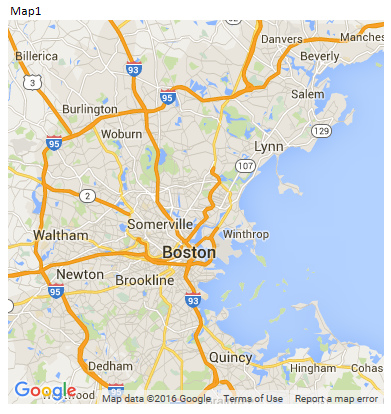 Map1
Danvers
Manches
Billerica
93
Beverly
3
95
Salem
Burlington
Woburn
129
95
Lynn
107
2
Somerville
Waltham
Winthrop
Boston
Newton
Brookline
95
93
Quincy
Dedham
Hingham
Cohas
Google
Map data ©2016 Google
Terms of Use
Report a map error